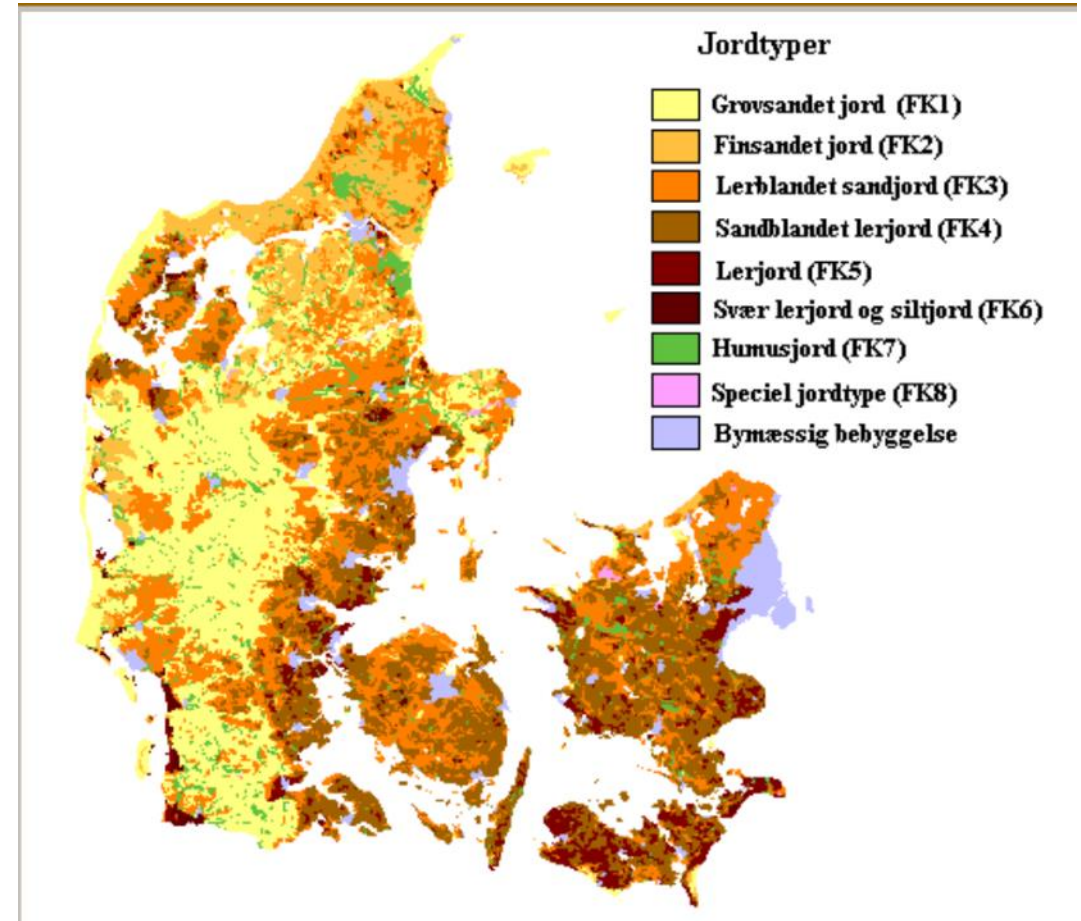 Jordtyper
Grovsandet jord (FK1)
Finsandet jord (FK2)
Lerblandet sandjord (FK3)
Sandblandet lerjord (FK4)
Lerjord (FK5)
Svær lerjord og siltjord (FK6)
Humusjord (FK7)
Speciel jordtype (FK8)
Bymæssig bebyggelse